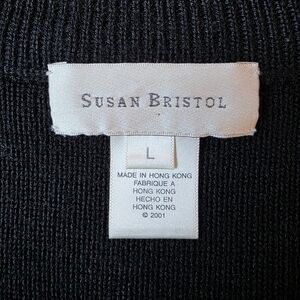 SUSAN BRISTOL
L
MADE IN HONG KONG
FABRIQUE A
HONG KONG
HECHO EN
HONG KONG
© 2001